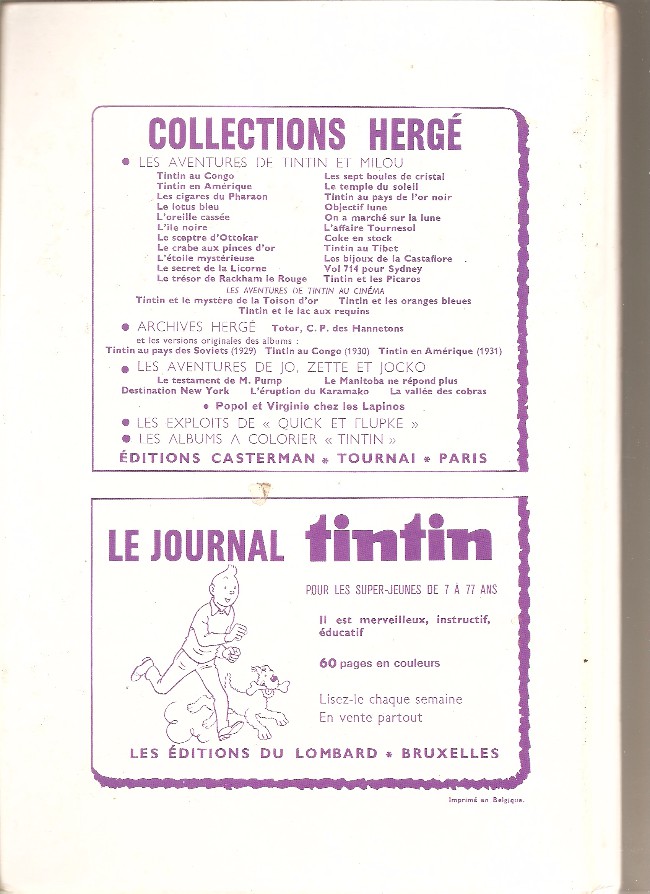 COLLECTIONS HERGÉ
● LES AVENTURES DE TINTIN ET MILOU
Tintin au Congo
Tintin en Amérique
Les cigares du Pharaon
Le lotus bleu
L'oreille cassée
L'île noire
Le sceptre d'Ottokar
Le crabe aux pinces d'or
L'étoile mystérieuse
Le secret de la Licorne
Le trésor de Rackham le Rouge
Les sept boules de cristal
Le temple du soleil
Tintin au pays de l'or noir
Objectif lune
On a marché sur la lune
L'affaire Tournesol
Coke en stock
Tintin au Tibet
Les bijoux de la Castafiore
Vol 714 pour Sydney
Tintin et les Picaros
LES AVENTURES DE TINTIN AU CINÉMA
Tintin et le mystère de la Toison d'or Tintin et les oranges bleues
Tintin et le lac aux requins
● ARCHIVES HERGÉ Totor, C. P. des Hannetons
et les versions originales des albums :
Tintin au pays des Soviets (1929) Tintin au Congo (1930) Tintin en Amérique (1931)
● LES AVENTURES DE JO, ZETTE ET JOCKO
Le testament de M. Pump Le Manitoba ne répond plus
Destination New York L'éruption du Karamako La vallée des cobras
● Popol et Virginie chez les Lapinos
● LES EXPLOITS DE « QUICK ET FLUPKE »
● LES ALBUMS A COLORIER « TINTIN »
ÉDITIONS CASTERMAN * TOURNAI * PARIS
LE JOURNAL tintin
POUR LES SUPER-JEUNES DE 7 À 77 ANS
Il est merveilleux, instructif,
éducatif
60 pages en couleurs
Lisez-le chaque semaine
En vente partout
LES ÉDITIONS DU LOMBARD * BRUXELLES
Imprimé en Belgique.